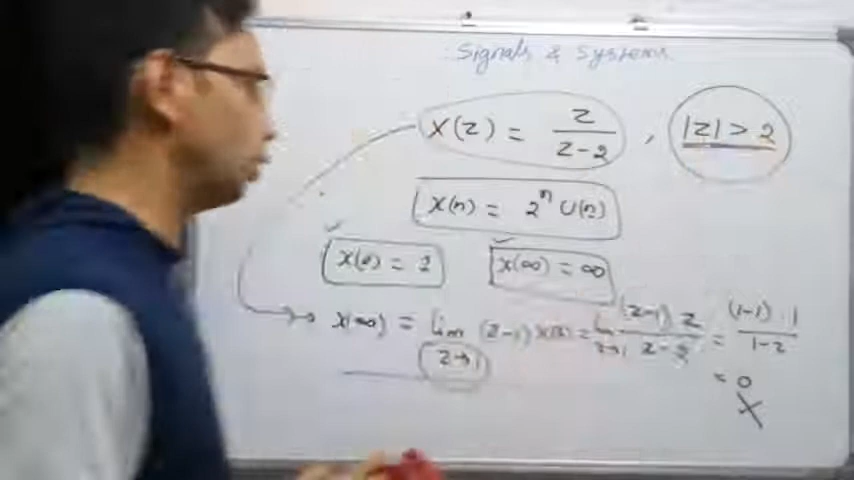 Signals & Systems
X(z) = z / z-2 , |z| > 2
x(n) = 2^n u(n)
x(0) = 1 x(∞) = ∞
x(∞) = lim z→1 (z-1) X(z) = lim z→1 (z-1) z / z-2 = (1-1) . 1 / 1-2
= 0
X